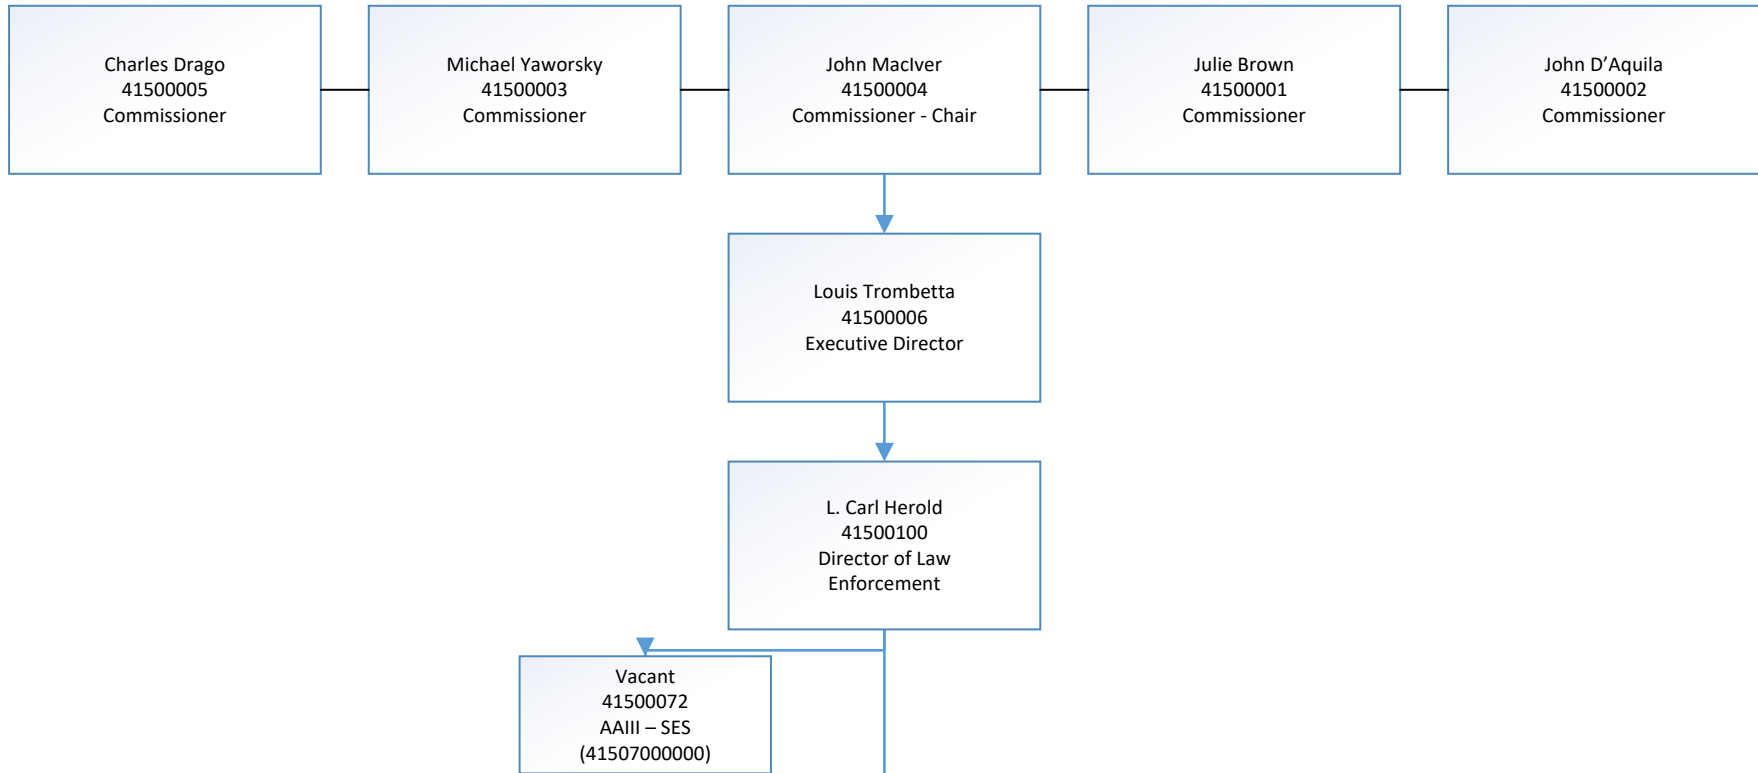 Charles Drago
41500005
Commissioner
Michael Yaworsky
41500003
Commissioner
John MacIver
41500004
Commissioner - Chair
Julie Brown
41500001
Commissioner
John D’Aquila
41500002
Commissioner
Louis Trombetta
41500006
Executive Director
L. Carl Herold
41500100
Director of Law
Enforcement
Vacant
41500072
AAIII – SES
(41507000000)